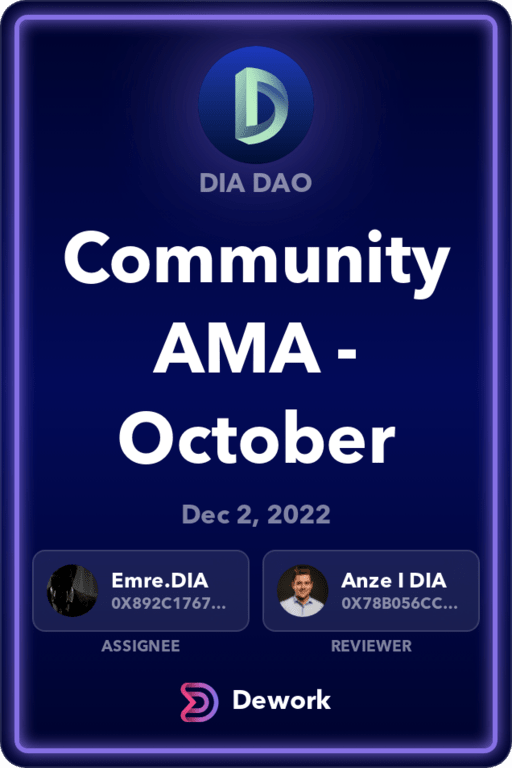 DIA DAO
Community
AMA -
October
Dec 2, 2022
Emre.DIA
0X892C1767...
Anze I DIA
0X78B056CC...
ASSIGNEE
REVIEWER
Dework